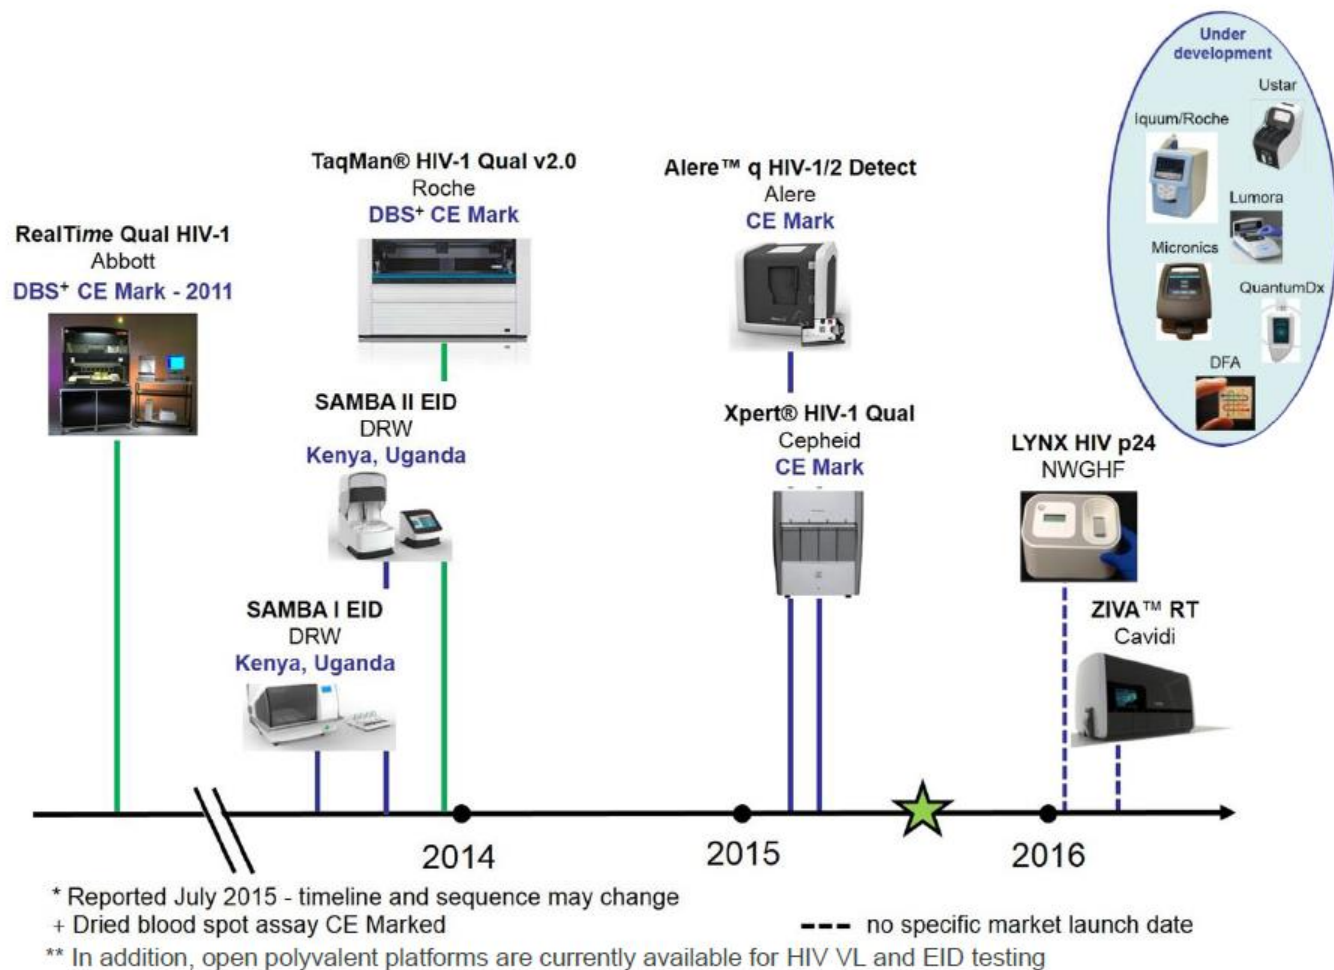 RealTime Qual HIV-1
Abbott
DBS⁺ CE Mark - 2011
TaqMan® HIV-1 Qual v2.0
Roche
DBS⁺ CE Mark
SAMBA II EID
DRW
Kenya, Uganda
SAMBA I EID
DRW
Kenya, Uganda
Alere™ q HIV-1/2 Detect
Alere
CE Mark
Xpert® HIV-1 Qual
Cepheid
CE Mark
LYNX HIV p24
NWGHF
ZIVA™ RT
Cavidi
Under
development
Ustar
Iquum/Roche
Lumora
Micronics
QuantumDx
DFA
2014
2015
2016
* Reported July 2015 - timeline and sequence may change
+ Dried blood spot assay CE Marked
no specific market launch date
** In addition, open polyvalent platforms are currently available for HIV VL and EID testing